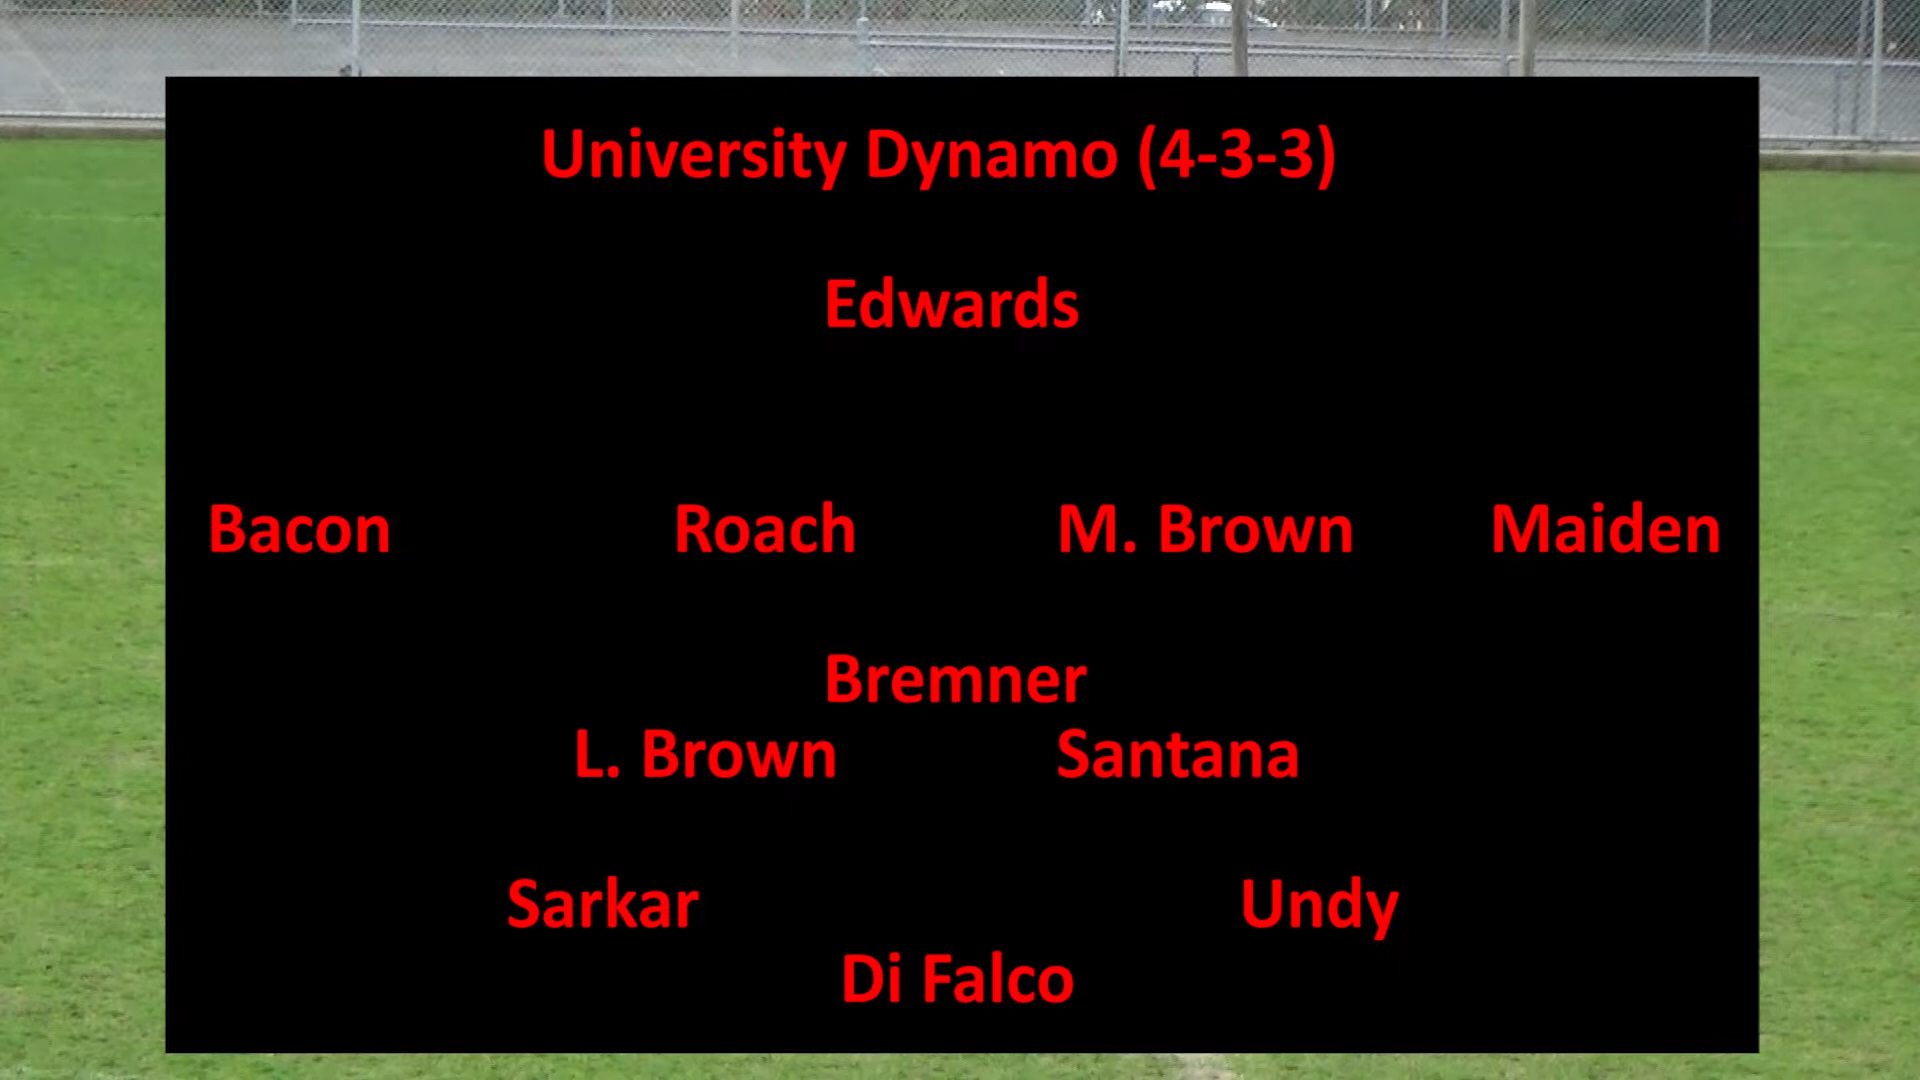 University Dynamo (4-3-3)
Edwards
Bacon Roach M. Brown Maiden
Bremner
L. Brown Santana
Sarkar Undy
Di Falco